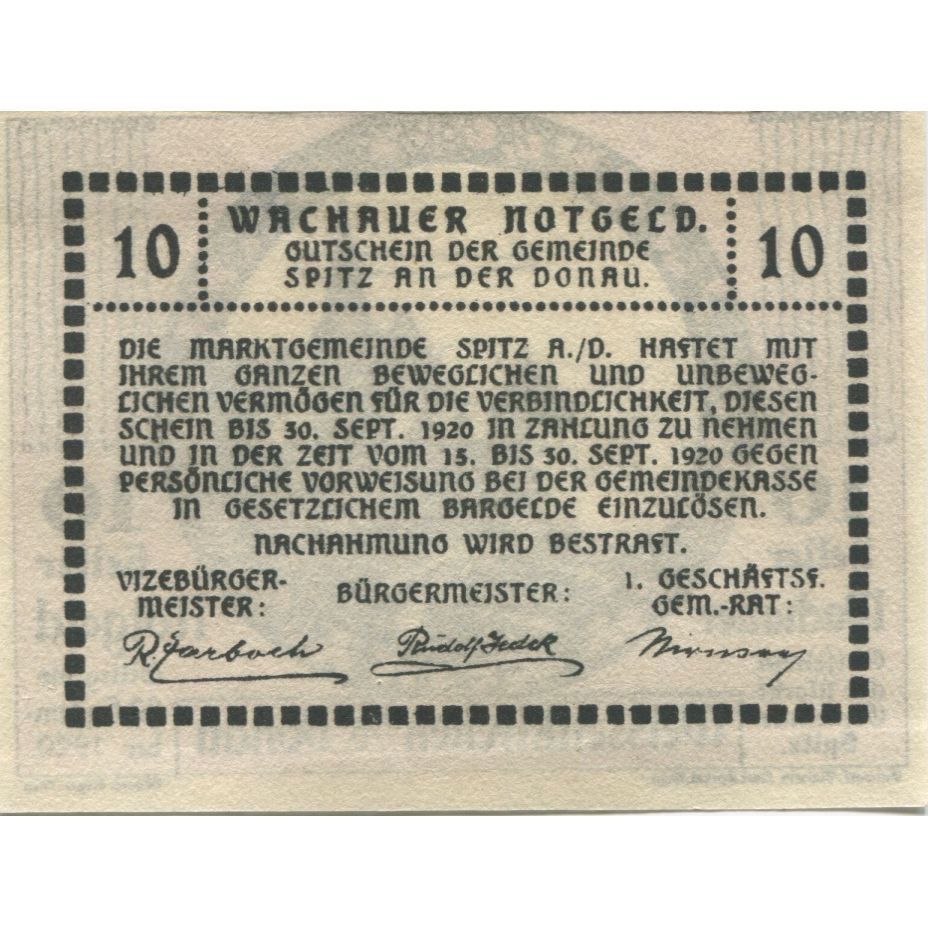 10 WACHAUER NOTGELD. 10
GUTSCHEIN DER GEMEINDE
SPITZ AN DER DONAU.
DIE MARKTGEMEINDE SPITZ A./D. HAFTET MIT
IHREM GANZEN BEWEGLICHEN UND UNBEWEG-
LICHEN VERMÖGEN FÜR DIE VERBINDLICHKEIT, DIESEN
SCHEIN BIS 30. SEPT. 1920 IN ZAHLUNG ZU NEHMEN
UND IN DER ZEIT VOM 15. BIS 30. SEPT. 1920 GEGEN
PERSÖNLICHE VORWEISUNG BEI DER GEMEINDEKASSE
IN GESETZLICHEM BARGELDE EINZULÖSEN.
NACHAHMUNG WIRD BESTRAFT.
VIZEBÜRGER-
MEISTER:
BÜRGERMEISTER:
1. GESCHÄFTSF.
GEM.-RAT:
R.
Rudolf Jedek